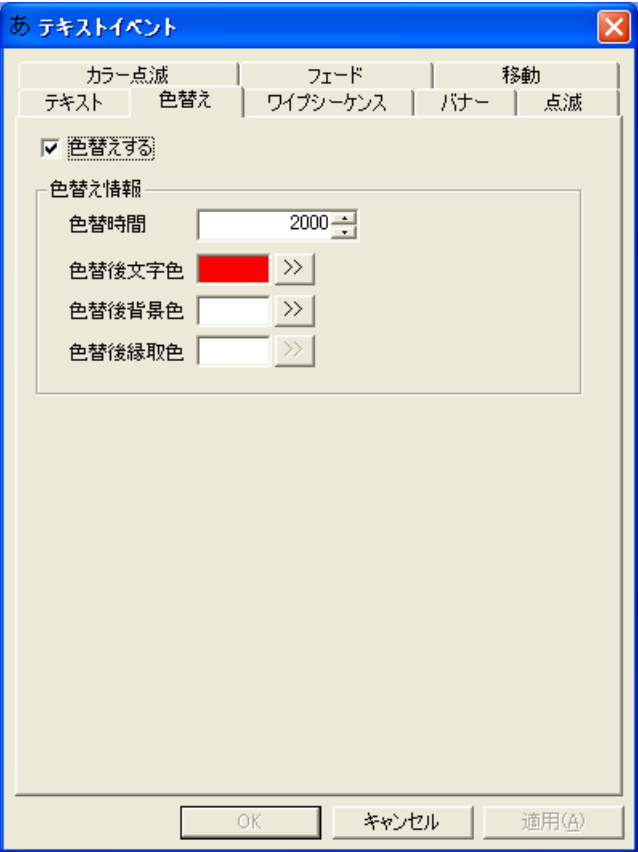 あ テキストイベント
カラー点滅 フェード 移動
テキスト 色替え ワイプシーケンス バナー 点滅
色替えする
色替え情報
色替時間 2000
色替後文字色 >>
色替後背景色 >>
色替後縁取色 >>
OK キャンセル 適用(A)